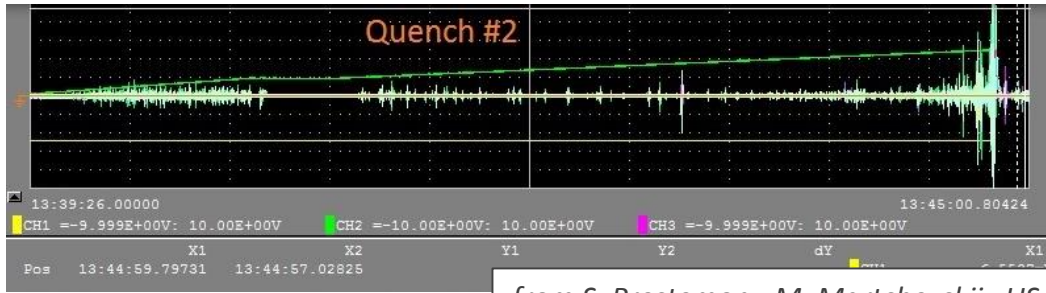 Quench #2
13:39:26.00000 13:45:00.80424
CH1 =-9.999E+00V: 10.00E+00V CH2 =-10.00E+00V: 10.00E+00V CH3 =-9.999E+00V: 10.00E+00V
X1 X2 Y1 Y2 dY X1
Pos 13:44:59.79731 13:44:57.02825